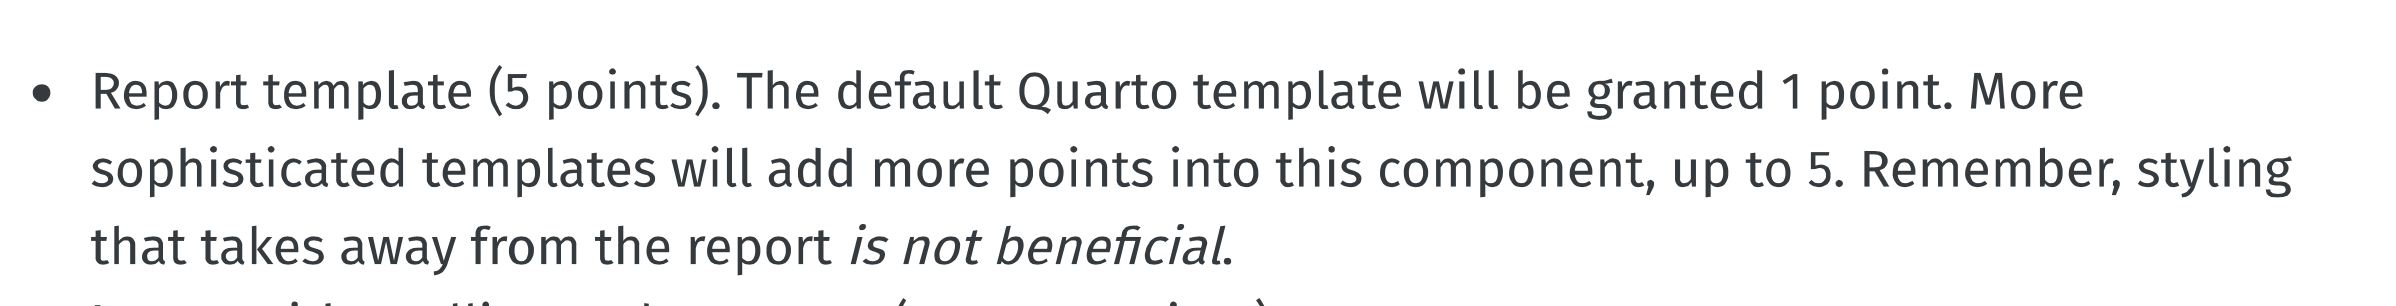 • Report template (5 points). The default Quarto template will be granted 1 point. More
sophisticated templates will add more points into this component, up to 5. Remember, styling
that takes away from the report is not beneficial.